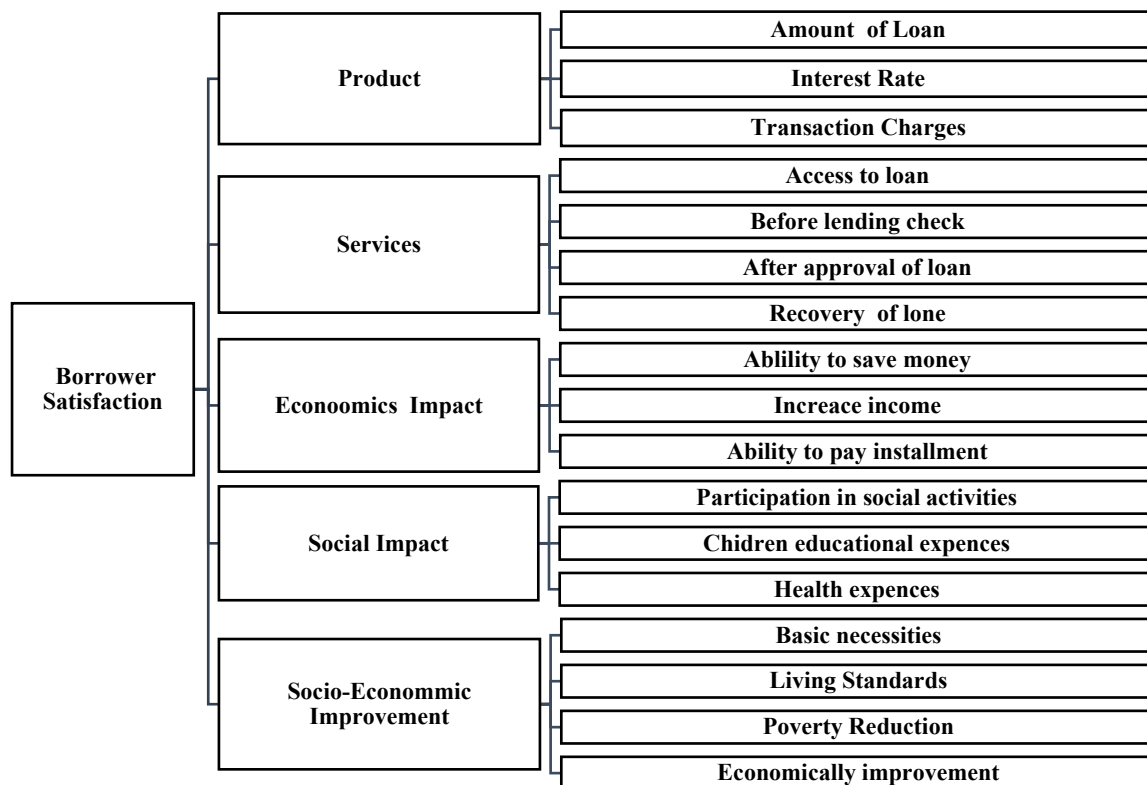 Borrower
Satisfaction
Product
Amount of Loan
Interest Rate
Transaction Charges
Services
Access to loan
Before lending check
After approval of loan
Recovery of lone
Econoomics Impact
Ablility to save money
Increace income
Ability to pay installment
Social Impact
Participation in social activities
Chidren educational expences
Health expences
Socio-Econommic
Improvement
Basic necessities
Living Standards
Poverty Reduction
Economically improvement